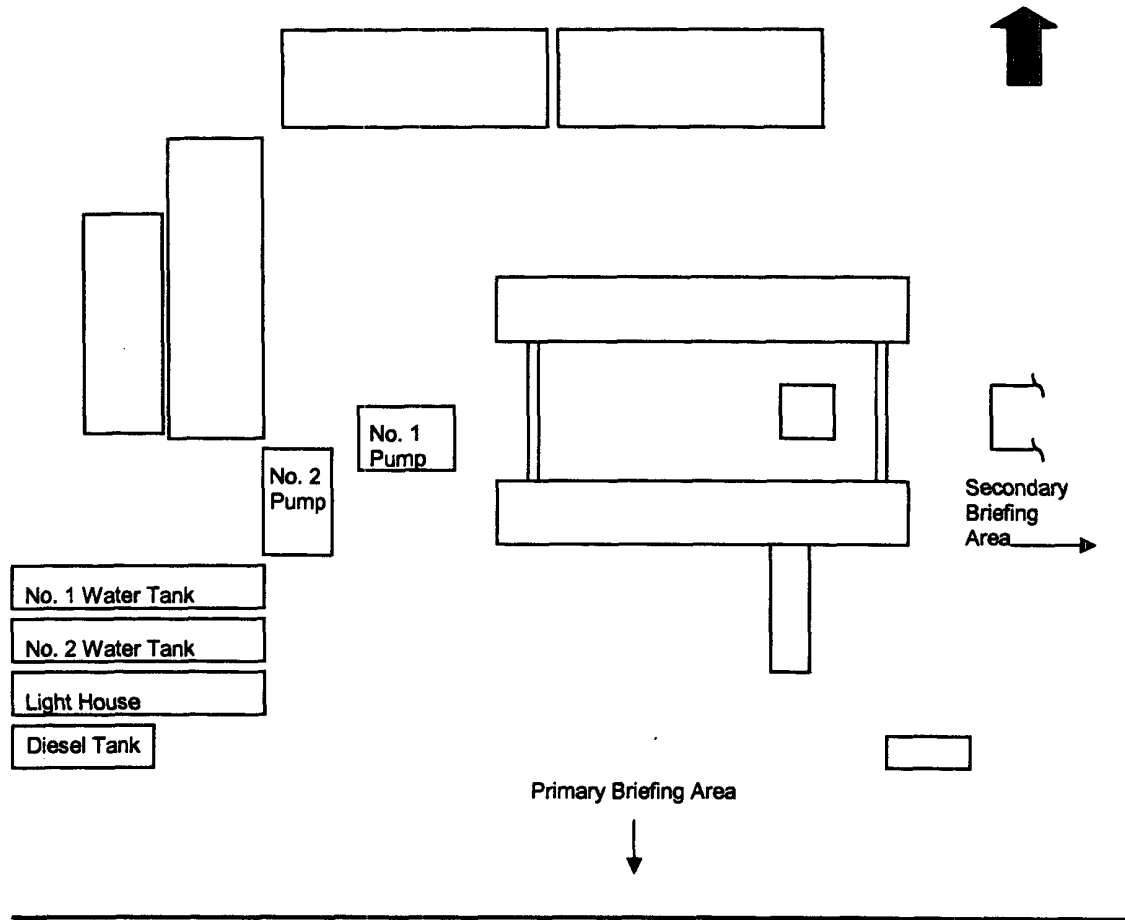 No. 1
Pump
No. 2
Pump
Secondary
Briefing
Area
No. 1 Water Tank
No. 2 Water Tank
Light House
Diesel Tank
Primary Briefing Area